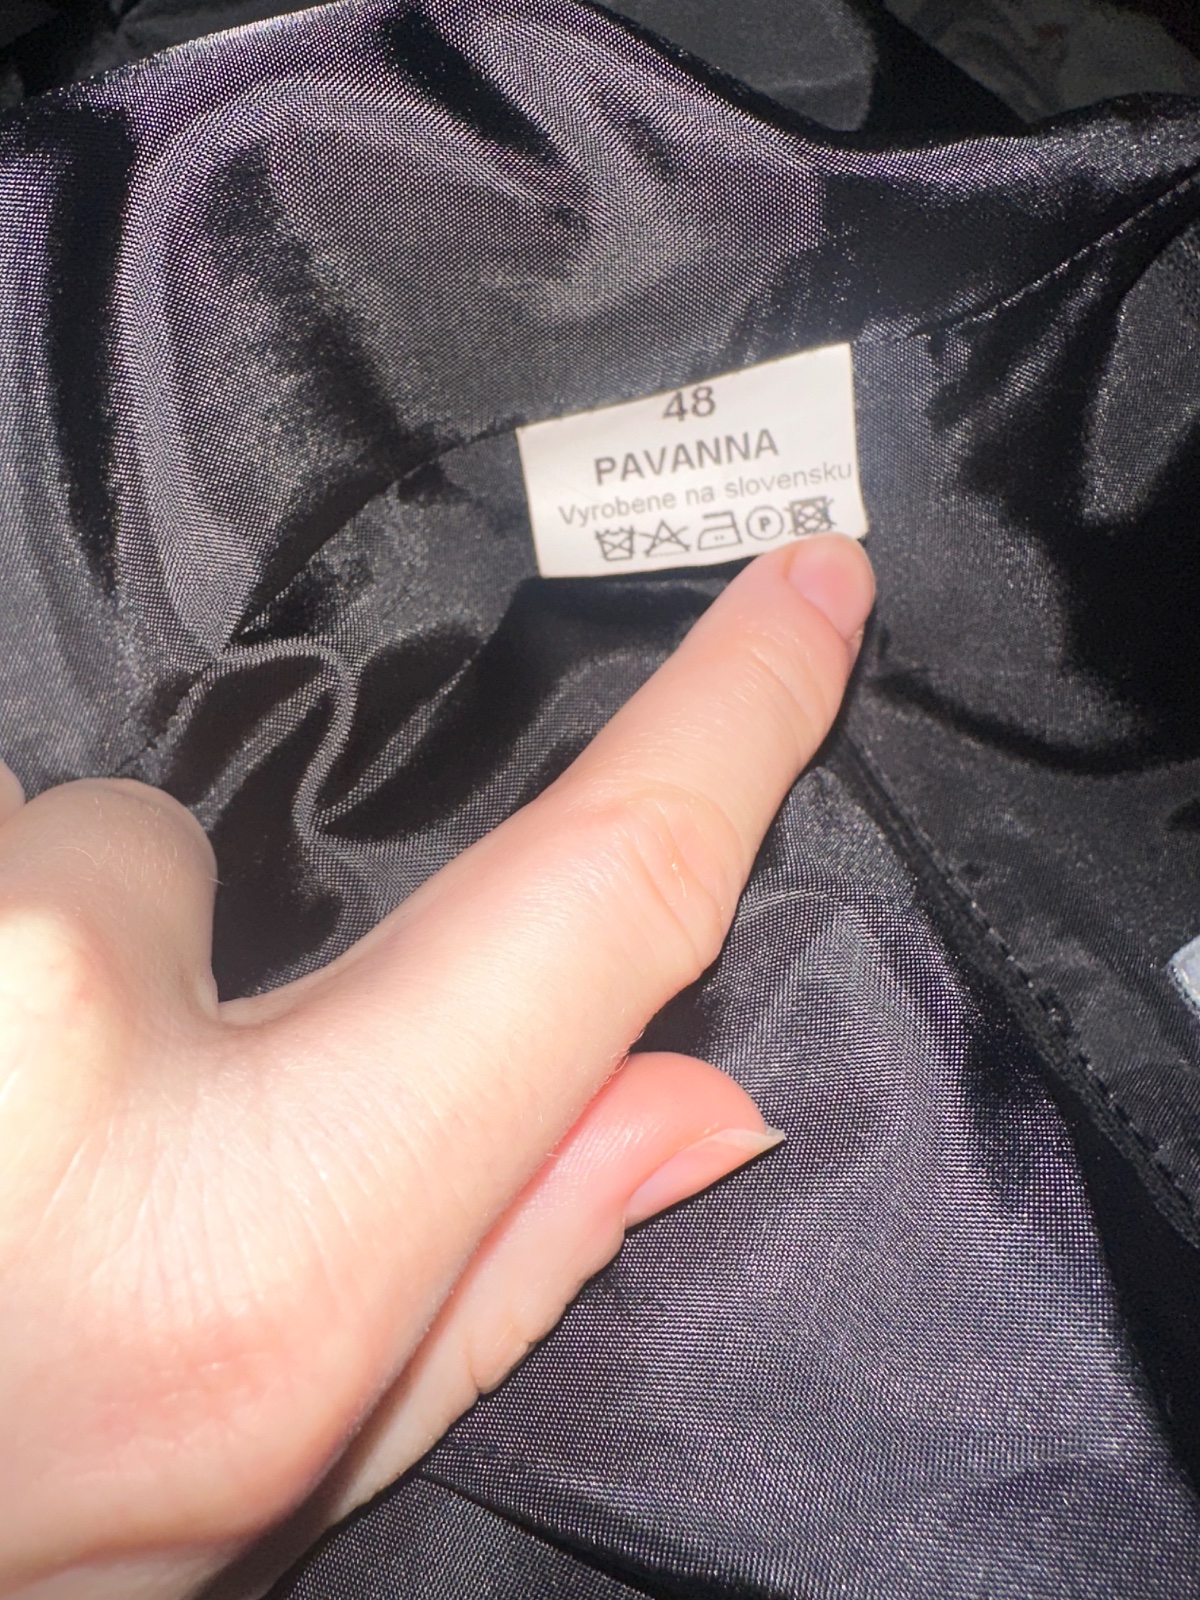 48
PAVANNA
Vyrobene na slovensku
P